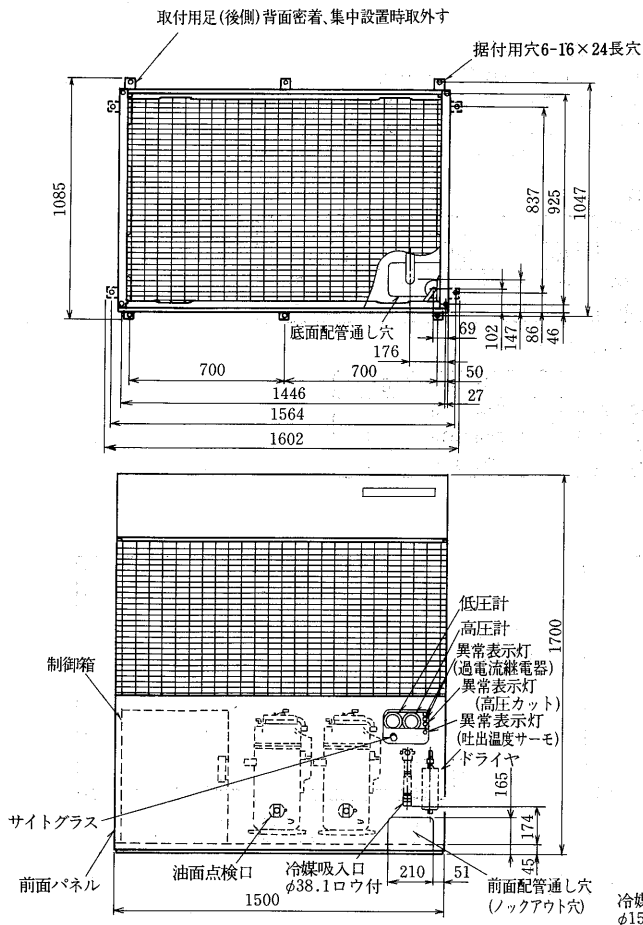 取付用足(後側)背面密着、集中設置時取外す
据付用穴6-16×24長穴
1085
837
925
1047
底面配管通し穴
69
102
147
86
46
176
700
700
50
1446
27
1564
1602
低圧計
高圧計
異常表示灯
(過電流継電器)
異常表示灯
(高圧カット)
異常表示灯
(吐出温度サーモ)
ドライヤ
1700
制御箱
165
174
45
サイトグラス
前面パネル
油面点検口
冷媒吸入口
φ38.1ロウ付
210
51
前面配管通し穴
(ノックアウト穴)
1500
冷媒
φ15